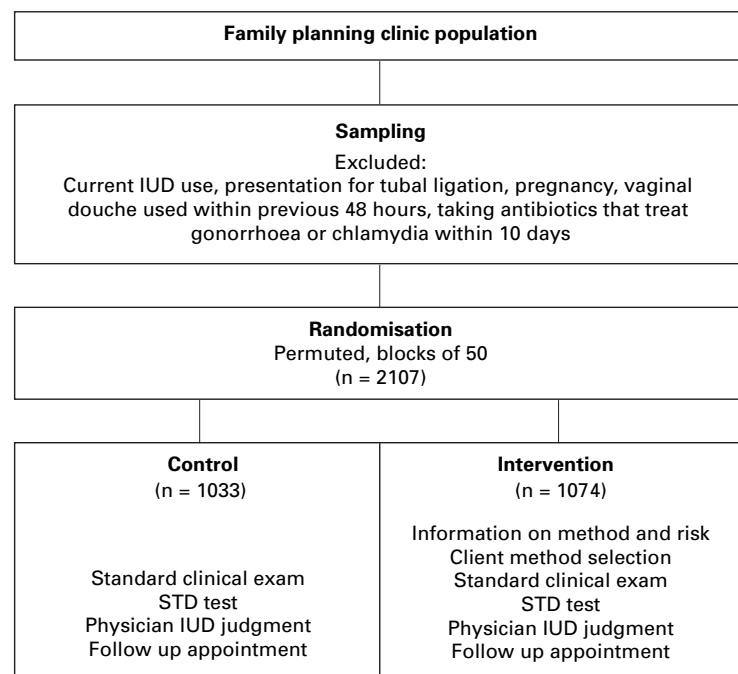 Family planning clinic population
Sampling
Excluded:
Current IUD use, presentation for tubal ligation, pregnancy, vaginal
douche used within previous 48 hours, taking antibiotics that treat
gonorrhoea or chlamydia within 10 days
Randomisation
Permuted, blocks of 50
(n = 2107)
Control
(n = 1033)
Standard clinical exam
STD test
Physician IUD judgment
Follow up appointment
Intervention
(n = 1074)
Information on method and risk
Client method selection
Standard clinical exam
STD test
Physician IUD judgment
Follow up appointment